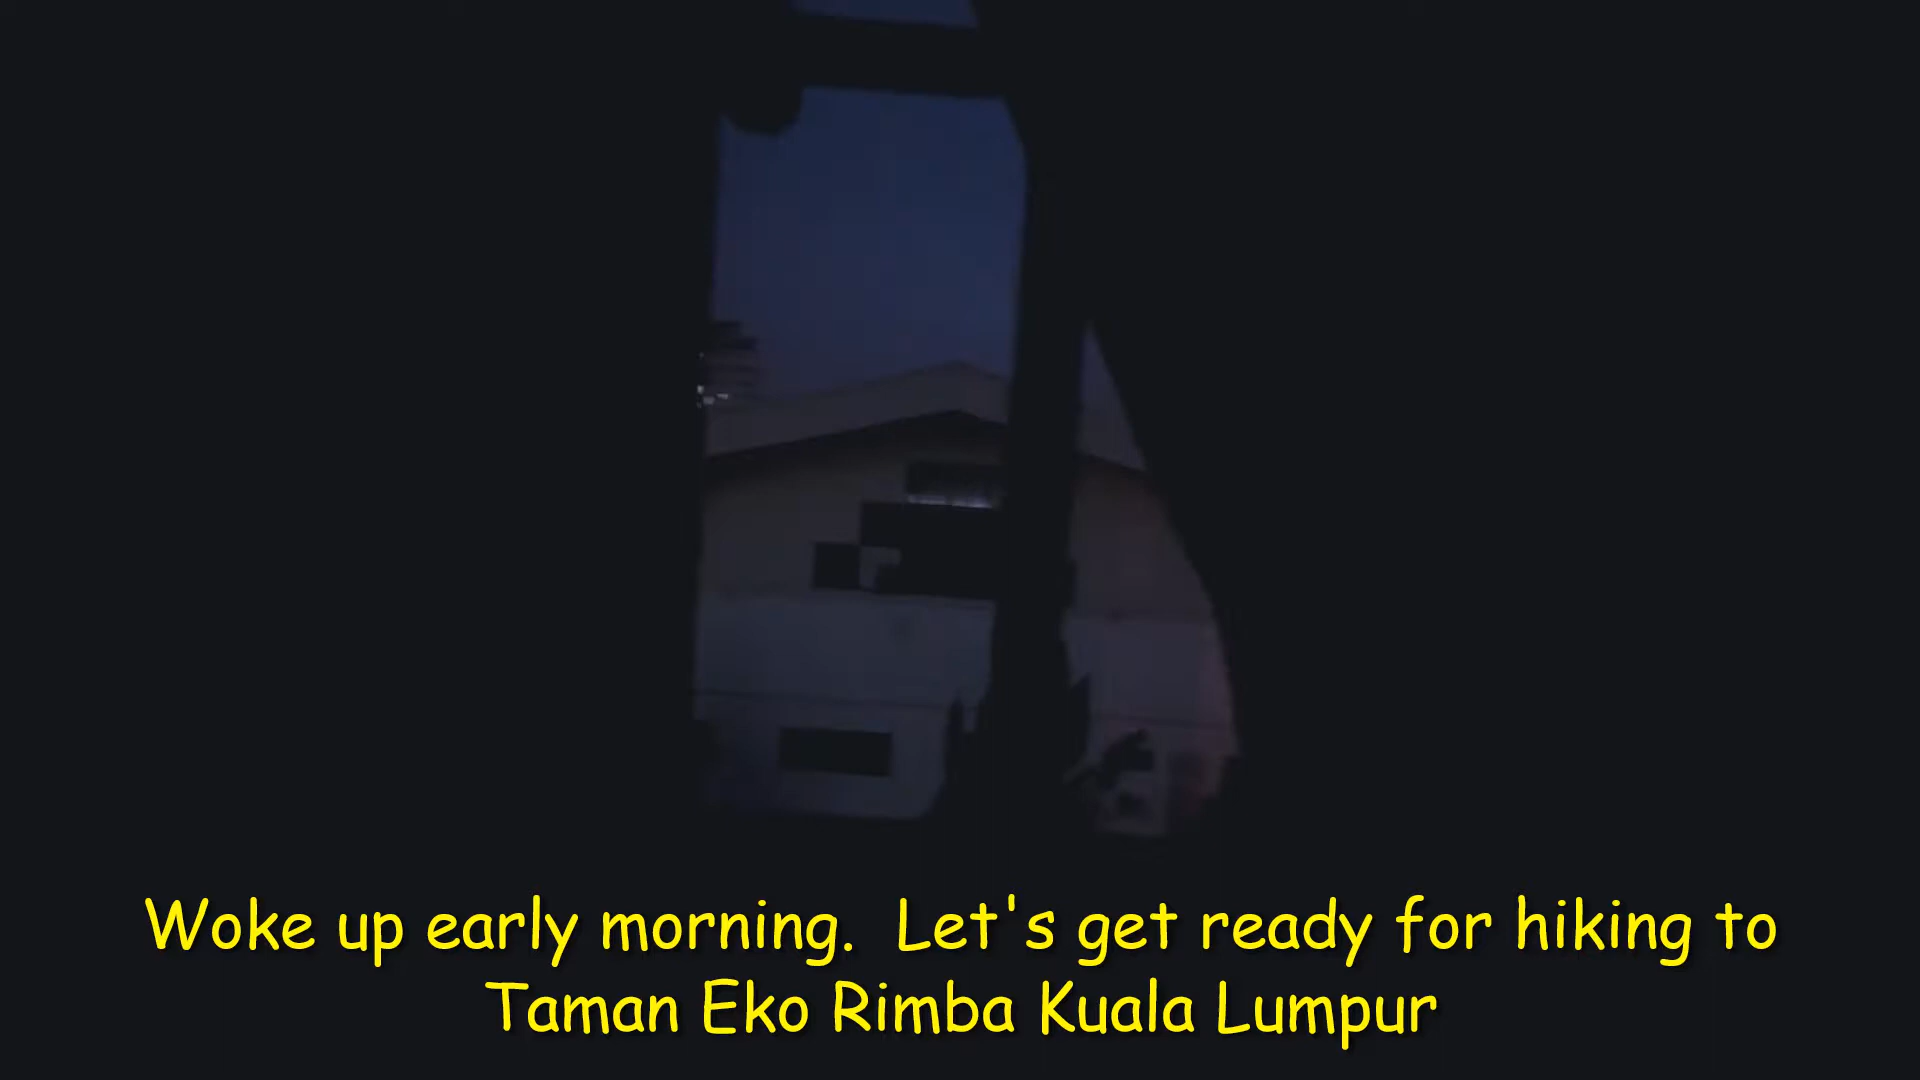 Woke up early morning.  Let's get ready for hiking to
Taman Eko Rimba Kuala Lumpur